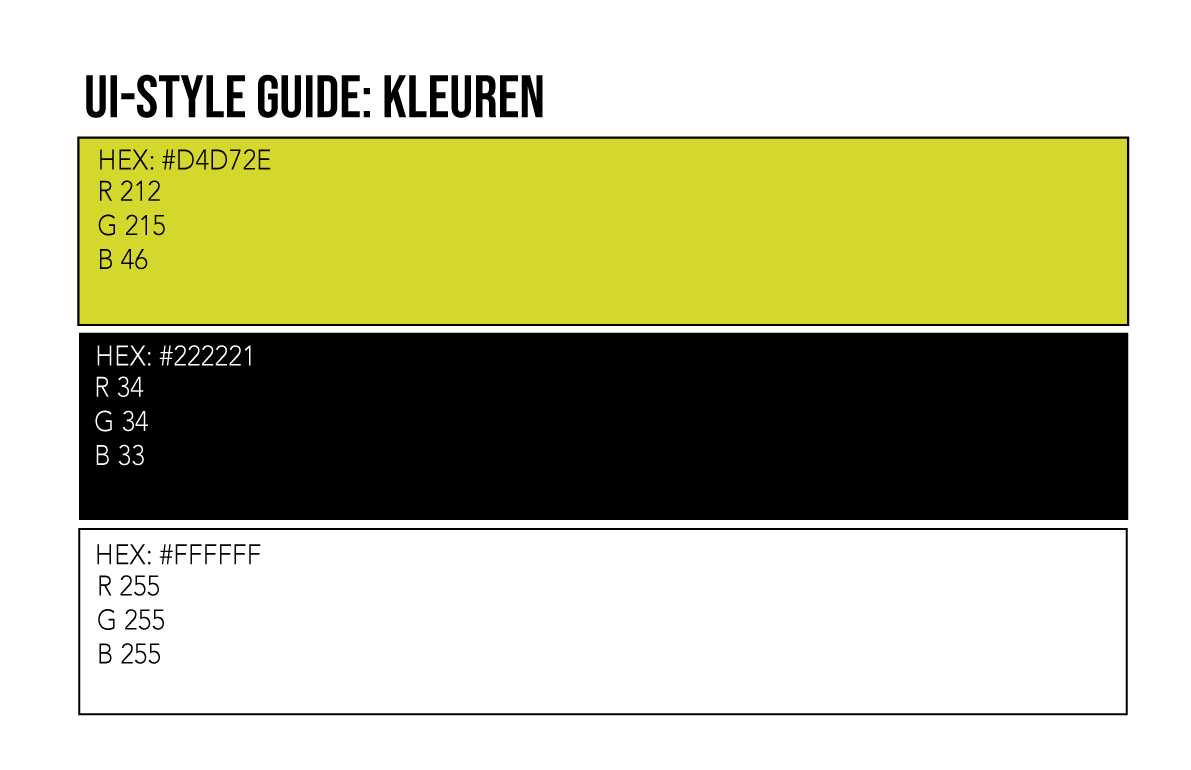 UI-STYLE GUIDE: KLEUREN
HEX: #D4D72E
R 212
G 215
B 46
HEX: #222221
R 34
G 34
B 33
HEX: #FFFFFF
R 255
G 255
B 255